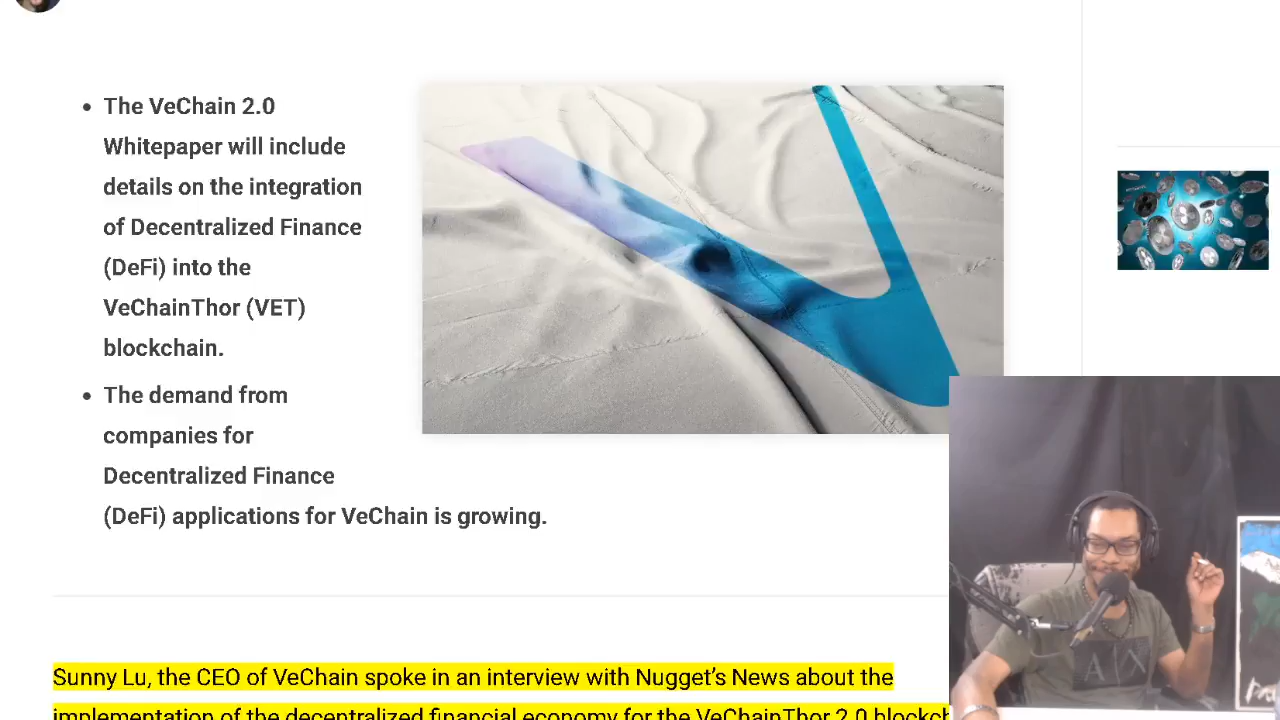 The VeChain 2.0
Whitepaper will include
details on the integration
of Decentralized Finance
(DeFi) into the
VeChainThor (VET)
blockchain.
The demand from
companies for
Decentralized Finance
(DeFi) applications for VeChain is growing.
Sunny Lu, the CEO of VeChain spoke in an interview with Nugget’s News about the
implementation of the decentralized financial economy for the VeChainThor 2.0
A|X